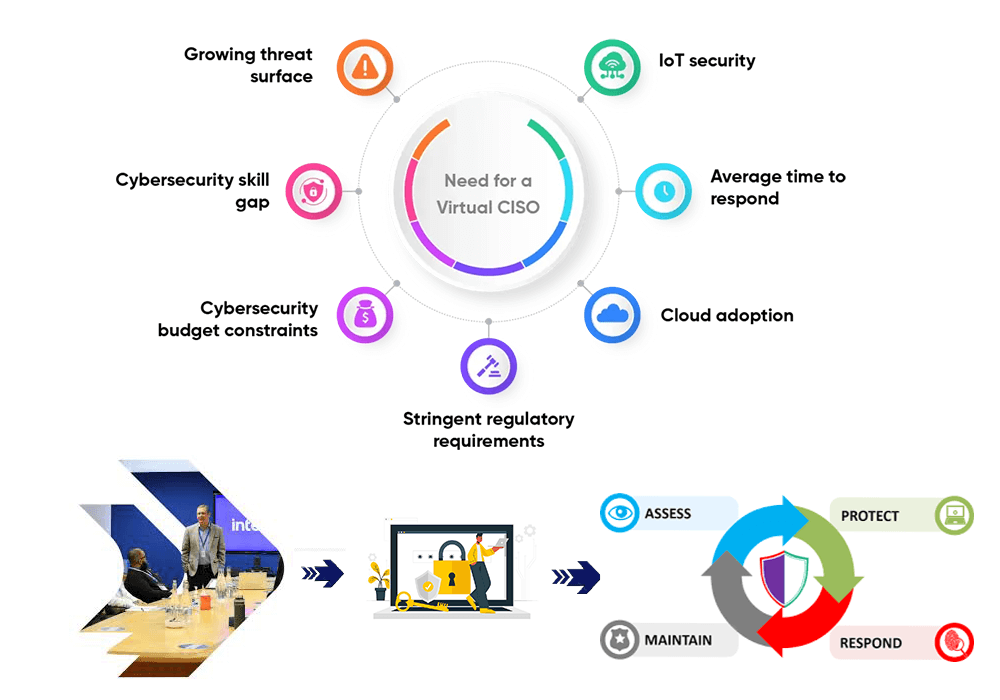 Growing threat
surface
IoT security
Cybersecurity skill
gap
Need for a
Virtual CISO
Average time to
respond
Cybersecurity
budget constraints
Cloud adoption
Stringent regulatory
requirements
inte
ASSESS
PROTECT
MAINTAIN
RESPOND